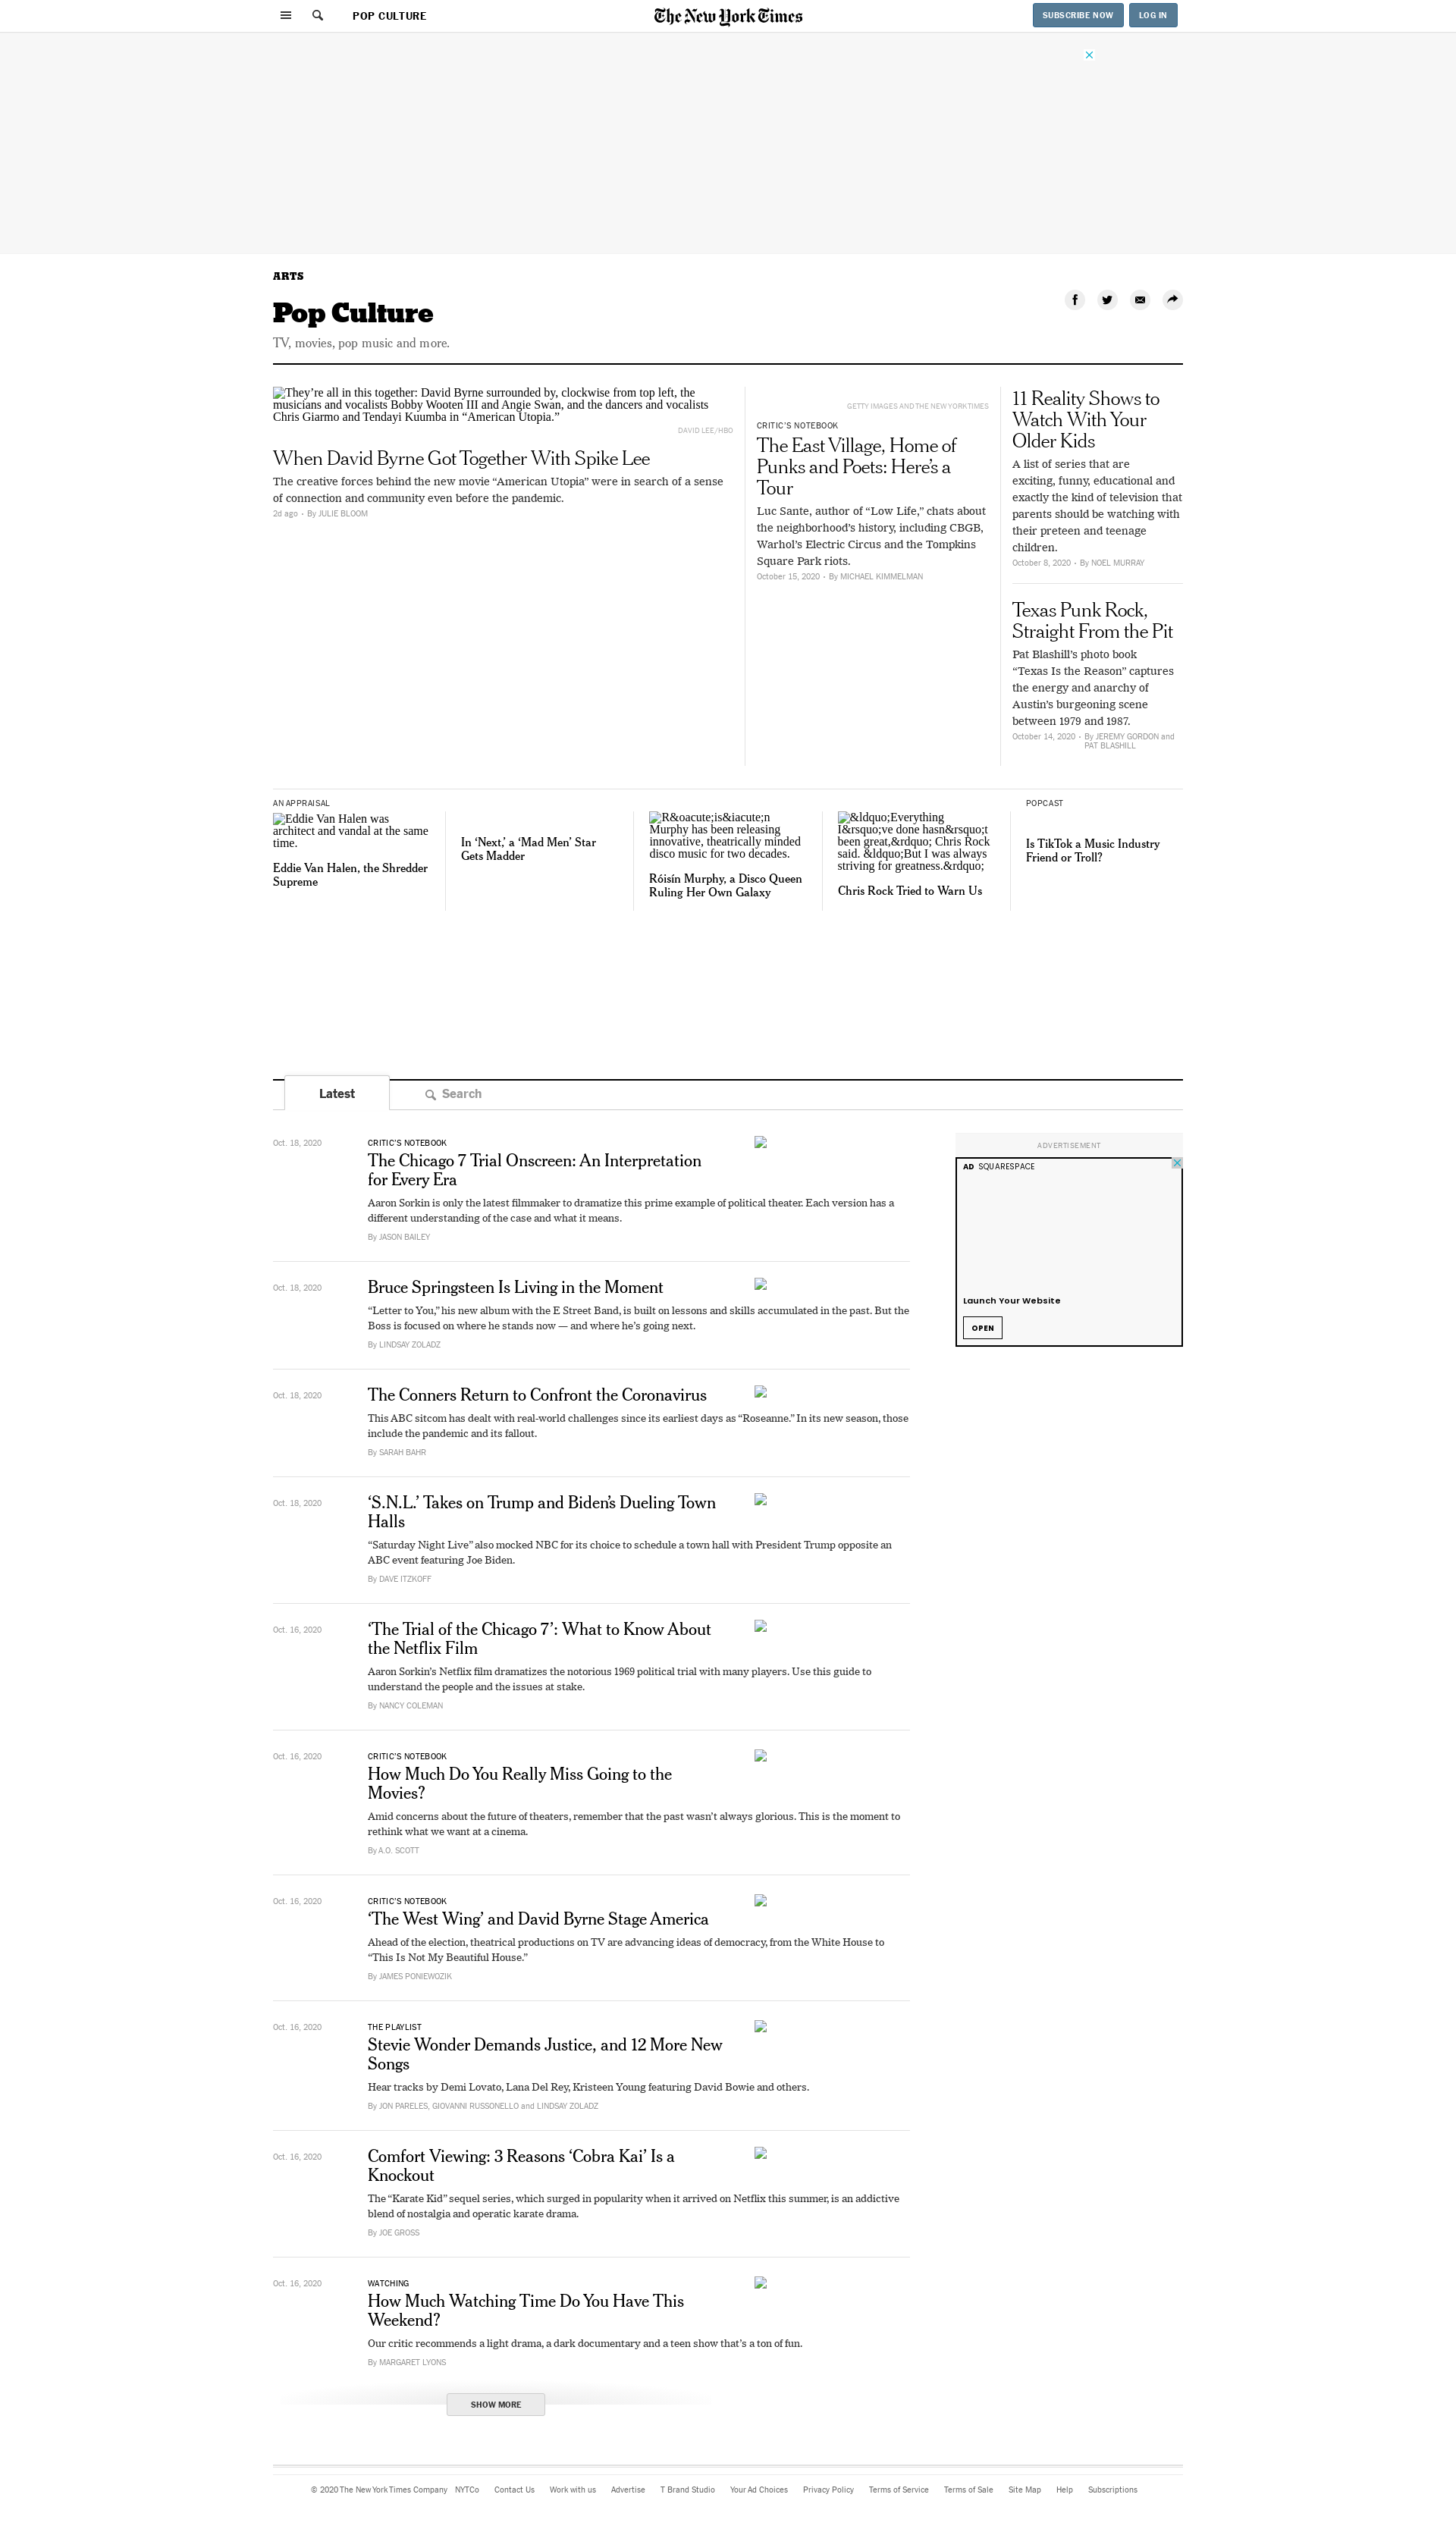 POP CULTURE
The New York Times
SUBSCRIBE NOW
LOG IN
ARTS
Pop Culture
TV, movies, pop music and more.
They’re all in this together: David Byrne surrounded by, clockwise from top left, the
musicians and vocalists Bobby Wooten III and Angie Swan, and the dancers and vocalists
Chris Giarmo and Tendayi Kuumba in “American Utopia.”
DAVID LEE/HBO
When David Byrne Got Together With Spike Lee
The creative forces behind the new movie “American Utopia” were in search of a sense
of connection and community even before the pandemic.
2d ago • By JULIE BLOOM
GETTY IMAGES AND THE NEW YORK TIMES
CRITIC’S NOTEBOOK
The East Village, Home of
Punks and Poets: Here’s a
Tour
Luc Sante, author of “Low Life,” chats about
the neighborhood’s history, including CBGB,
Warhol’s Electric Circus and the Tompkins
Square Park riots.
October 15, 2020 • By MICHAEL KIMMELMAN
11 Reality Shows to
Watch With Your
Older Kids
A list of series that are
exciting, funny, educational and
exactly the kind of television that
parents should be watching with
their preteen and teenage
children.
October 8, 2020 • By NOEL MURRAY
Texas Punk Rock,
Straight From the Pit
Pat Blashill’s photo book
“Texas Is the Reason” captures
the energy and anarchy of
Austin’s burgeoning scene
between 1979 and 1987.
October 14, 2020 • By JEREMY GORDON and
PAT BLASHILL
AN APPRAISAL
Eddie Van Halen was
architect and vandal at the same
time.
Eddie Van Halen, the Shredder
Supreme
In ‘Next,’ a ‘Mad Men’ Star
Gets Madder
R&oacute;is&iacute;n
Murphy has been releasing
innovative, theatrically minded
disco music for two decades.
Róisín Murphy, a Disco Queen
Ruling Her Own Galaxy
&ldquo;Everything
I&rsquo;ve done hasn&rsquo;t
been great,&rdquo; Chris Rock
said. &ldquo;But I was always
striving for greatness.&rdquo;
Chris Rock Tried to Warn Us
POPCAST
Is TikTok a Music Industry
Friend or Troll?
Latest
Search
Oct. 18, 2020
CRITIC’S NOTEBOOK
The Chicago 7 Trial Onscreen: An Interpretation
for Every Era
Aaron Sorkin is only the latest filmmaker to dramatize this prime example of political theater. Each version has a
different understanding of the case and what it means.
By JASON BAILEY
ADVERTISEMENT
AD SQUARESPACE
Launch Your Website
OPEN
Oct. 18, 2020
Bruce Springsteen Is Living in the Moment
“Letter to You,” his new album with the E Street Band, is built on lessons and skills accumulated in the past. But the
Boss is focused on where he stands now — and where he’s going next.
By LINDSAY ZOLADZ
Oct. 18, 2020
The Conners Return to Confront the Coronavirus
This ABC sitcom has dealt with real-world challenges since its earliest days as “Roseanne.” In its new season, those
include the pandemic and its fallout.
By SARAH BAHR
Oct. 18, 2020
‘S.N.L.’ Takes on Trump and Biden’s Dueling Town
Halls
“Saturday Night Live” also mocked NBC for its choice to schedule a town hall with President Trump opposite an
ABC event featuring Joe Biden.
By DAVE ITZKOFF
Oct. 16, 2020
‘The Trial of the Chicago 7’: What to Know About
the Netflix Film
Aaron Sorkin’s Netflix film dramatizes the notorious 1969 political trial with many players. Use this guide to
understand the people and the issues at stake.
By NANCY COLEMAN
Oct. 16, 2020
CRITIC’S NOTEBOOK
How Much Do You Really Miss Going to the
Movies?
Amid concerns about the future of theaters, remember that the past wasn’t always glorious. This is the moment to
rethink what we want at a cinema.
By A.O. SCOTT
Oct. 16, 2020
CRITIC’S NOTEBOOK
‘The West Wing’ and David Byrne Stage America
Ahead of the election, theatrical productions on TV are advancing ideas of democracy, from the White House to
“This Is Not My Beautiful House.”
By JAMES PONIEWOZIK
Oct. 16, 2020
THE PLAYLIST
Stevie Wonder Demands Justice, and 12 More New
Songs
Hear tracks by Demi Lovato, Lana Del Rey, Kristeen Young featuring David Bowie and others.
By JON PARELES, GIOVANNI RUSSONELLO and LINDSAY ZOLADZ
Oct. 16, 2020
Comfort Viewing: 3 Reasons ‘Cobra Kai’ Is a
Knockout
The “Karate Kid” sequel series, which surged in popularity when it arrived on Netflix this summer, is an addictive
blend of nostalgia and operatic karate drama.
By JOE GROSS
Oct. 16, 2020
WATCHING
How Much Watching Time Do You Have This
Weekend?
Our critic recommends a light drama, a dark documentary and a teen show that’s a ton of fun.
By MARGARET LYONS
SHOW MORE
© 2020 The New York Times Company NYTCo Contact Us Work with us Advertise T Brand Studio Your Ad Choices Privacy Policy Terms of Service Terms of Sale Site Map Help Subscriptions